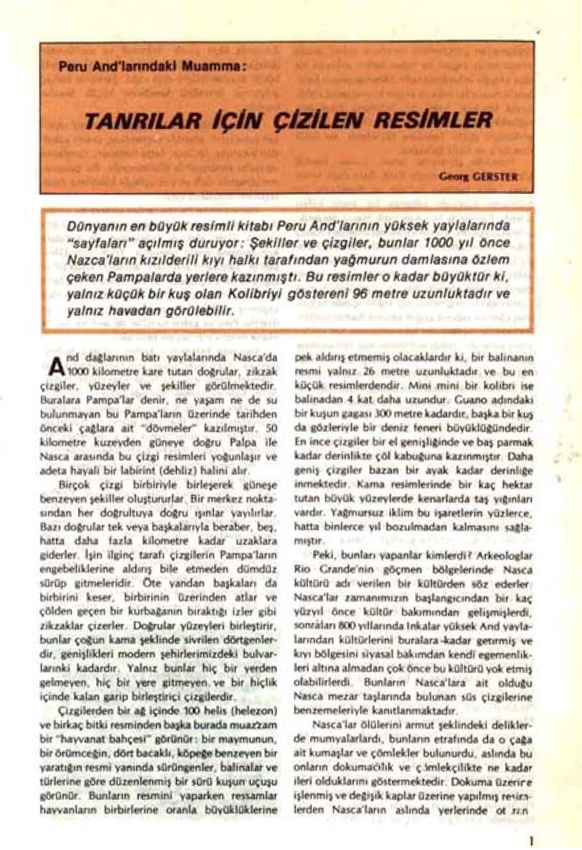 Peru And'larındaki Muamma:
TANRILAR İÇİN ÇİZİLEN RESİMLER
Georg GERSTER
Dünyanın en büyük resimli kitabı Peru And'larının yüksek yaylalarında
"sayfaları" açılmış duruyor: Şekiller ve çizgiler, bunlar 1000 yıl önce
Nazca'ların kızılderili kıyı halkı tarafından yağmurun damlasına özlem
çeken Pampalarda yerlere kazınmıştı. Bu resimler o kadar büyüktür ki,
yalnız küçük bir kuş olan Kolibriyi göstereni 96 metre uzunluktadır ve
yalnız havadan görülebilir.
And dağlarının batı yaylalarında Nasca'da
1000 kilometre kare tutan doğrular, zikzak
çizgiler, yüzeyler ve şekiller görülmektedir.
Buralara Pampa'lar denir, ne yaşam ne de su
bulunmayan bu Pampa'ların üzerinde tarihden
önceki çağlara ait "dövmeler" kazılmıştır. 50
kilometre kuzeyden güneye doğru Palpa ile
Nasca arasında bu çizgi resimleri yoğunlaşır ve
adeta hayali bir labirint (dehliz) halini alır.
Birçok çizgi birbiriyle birleşerek güneşe
benzeyen şekiller oluştururlar. Bir merkez nokta-
sından her doğrultuya doğru ışınlar yayılırlar.
Bazı doğrular tek veya başkalarıyla beraber, beş,
hatta daha fazla kilometre kadar uzaklara
giderler. İşin ilginç tarafı çizgilerin Pampa'ların
engebeliklerine aldırış bile etmeden dümdüz
sürüp gitmeleridir. Öte yandan başkaları da
birbirini keser, birbirinin üzerinden atlar ve
çölden geçen bir kurbağanın bıraktığı izler gibi
zikzaklar çizerler. Doğrular yüzeyleri birleştirir,
bunlar çoğun kama şeklinde sivrilen dörtgenler-
dir, genişlikleri modern şehirlerimizdeki bulvar-
larınki kadardır. Yalnız bunlar hiç bir yerden
gelmeyen, hiç bir yere gitmeyen ve bir hiçlik
içinde kalan garip birleştirici çizgilerdir.
Çizgilerden bir ağ içinde 100 helis (helezon)
ve birkaç bitki resminden başka burada muazzam
bir "hayvanat bahçesi" görünür: bir maymunun,
bir örümceğin, dört bacaklı, köpeğe benzeyen bir
yaratığın resmi yanında sürüngenler, balinalar ve
türlerine göre düzenlenmiş bir sürü kuşun uçuşu
görünür. Bunların resmini yaparken ressamlar
hayvanların birbirlerine oranla büyüklüklerine
pek aldırış etmemiş olacaklardır ki, bir balinanın
resmi yalnız 26 metre uzunluktadır ve bu en
küçük resimlerdendir. Mini mini bir kolibri ise
balinadan 4 kat daha uzundur. Guano adındaki
bir kuşun gagası 300 metre kadardır, başka bir kuş
da gözleriyle bir deniz feneri büyüklüğündedir.
En ince çizgiler bir el genişliğinde ve baş parmak
kadar derinlikte çöl kabuğuna kazınmıştır. Daha
geniş çizgiler bazan bir ayak kadar derinliğe
inmektedir. Kama resimlerinde bir kaç hektar
tutan büyük yüzeylerde kenarlarda taş yığınları
vardır. Yağmursuz iklim bu işaretlerin yüzlerce,
hatta binlerce yıl bozulmadan kalmasını sağla-
mıştır.
Peki, bunları yapanlar kimlerdi? Arkeologlar
Rio Grande'nin göçmen bölgelerinde Nasca
kültürü adı verilen bir kültürden söz ederler.
Nasca'lar zamanımızın başlangıcından bir kaç
yüzyıl önce kültür bakımından gelişmişlerdi,
sonraları 800 yıllarında Inkalar yüksek And yayla-
larından kültürlerini buralara kadar getırmiş ve
kıyı bölgesini siyasal bakımdan kendi egemenlik-
leri altına almadan çok önce bu kültürü yok etmiş
olabilirlerdi. Bunların Nasca'lara ait olduğu
Nasca mezar taşlarında bulunan süs çizgilerine
benzemeleriyle kanıtlanmaktadır.
Nasca'lar ölülerini armut şeklindeki delikler-
de mumyalarlardı, bunların etrafında da o çağa
ait kumaşlar ve çömlekler bulunurdu, aslında bu
onların dokumacılık ve çömlekçilikte ne kadar
ileri olduklarını göstermektedir. Dokuma üzerine
işlenmiş ve değişik kaplar üzerine yapılmış resim-
lerden Nasca'ların aslında yerlerinde
1